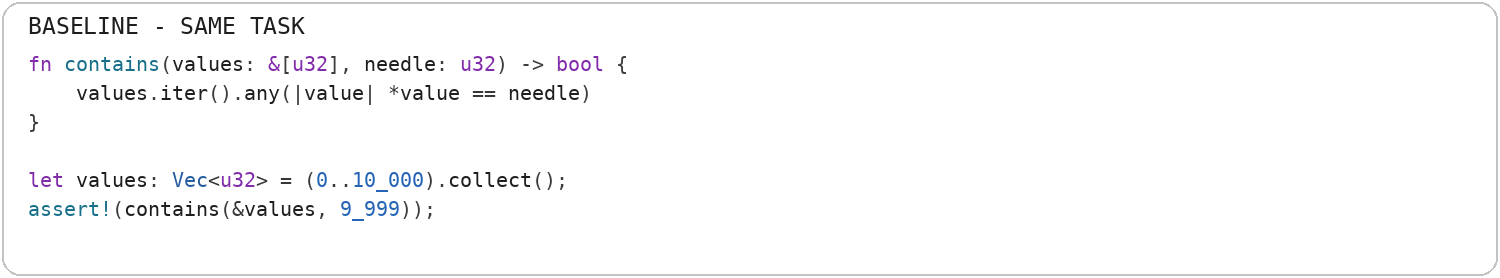 BASELINE - SAME TASK
fn contains(values: &[u32], needle: u32) -> bool {
    values.iter().any(|value| *value == needle)
}

let values: Vec<u32> = (0..10_000).collect();
assert!(contains(&values, 9_999));